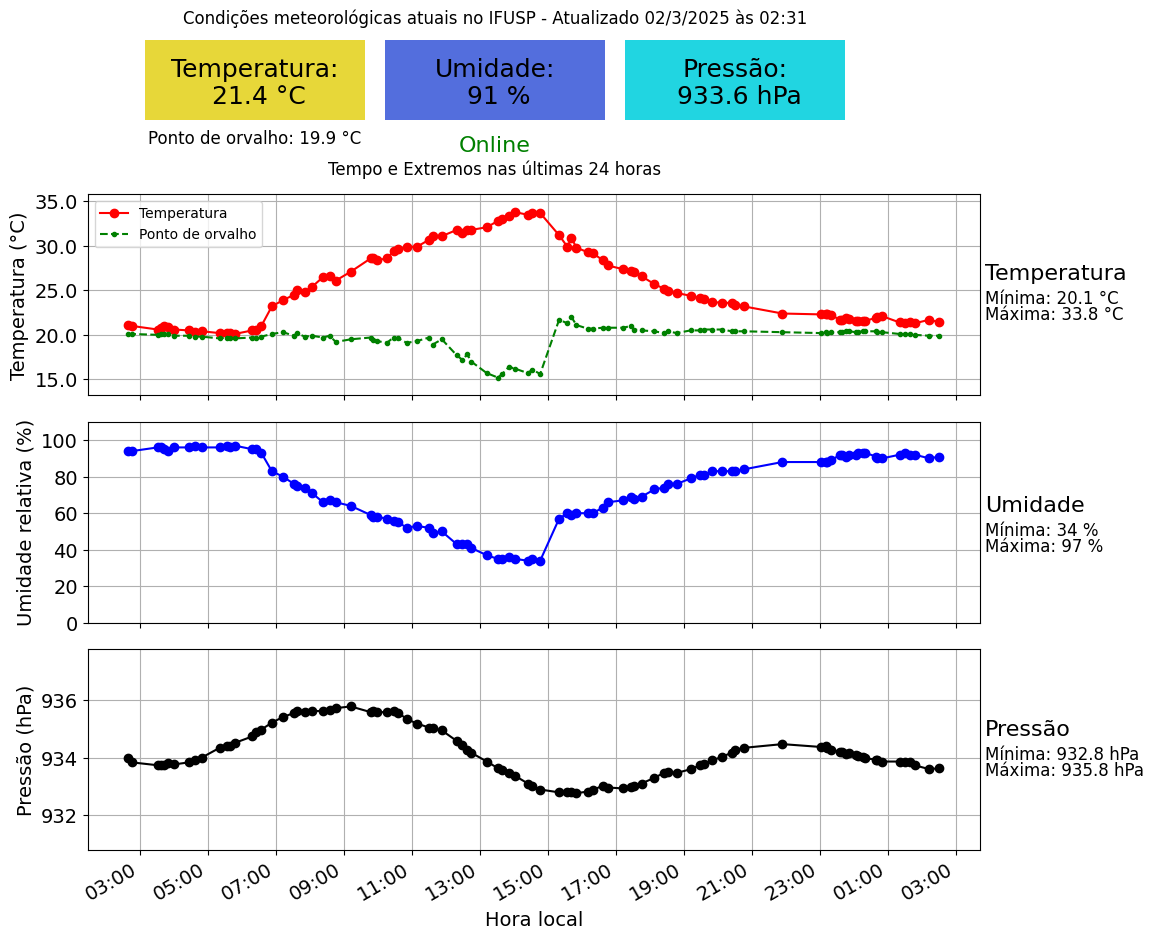 Condições meteorológicas atuais no IFUSP - Atualizado 02/3/2025 às 02:31
Temperatura:
21.4 °C
Umidade:
91 %
Pressão:
933.6 hPa
Ponto de orvalho: 19.9 °C
Online
Tempo e Extremos nas últimas 24 horas
Temperatura (°C)
35.0
30.0
25.0
20.0
15.0
Temperatura
Ponto de orvalho
Temperatura
Mínima: 20.1 °C
Máxima: 33.8 °C
Umidade relativa (%)
100
80
60
40
20
0
Umidade
Mínima: 34 %
Máxima: 97 %
Pressão (hPa)
936
934
932
Pressão
Mínima: 932.8 hPa
Máxima: 935.8 hPa
03:00 05:00 07:00 09:00 11:00 13:00 15:00 17:00 19:00 21:00 23:00 01:00 03:00
Hora local